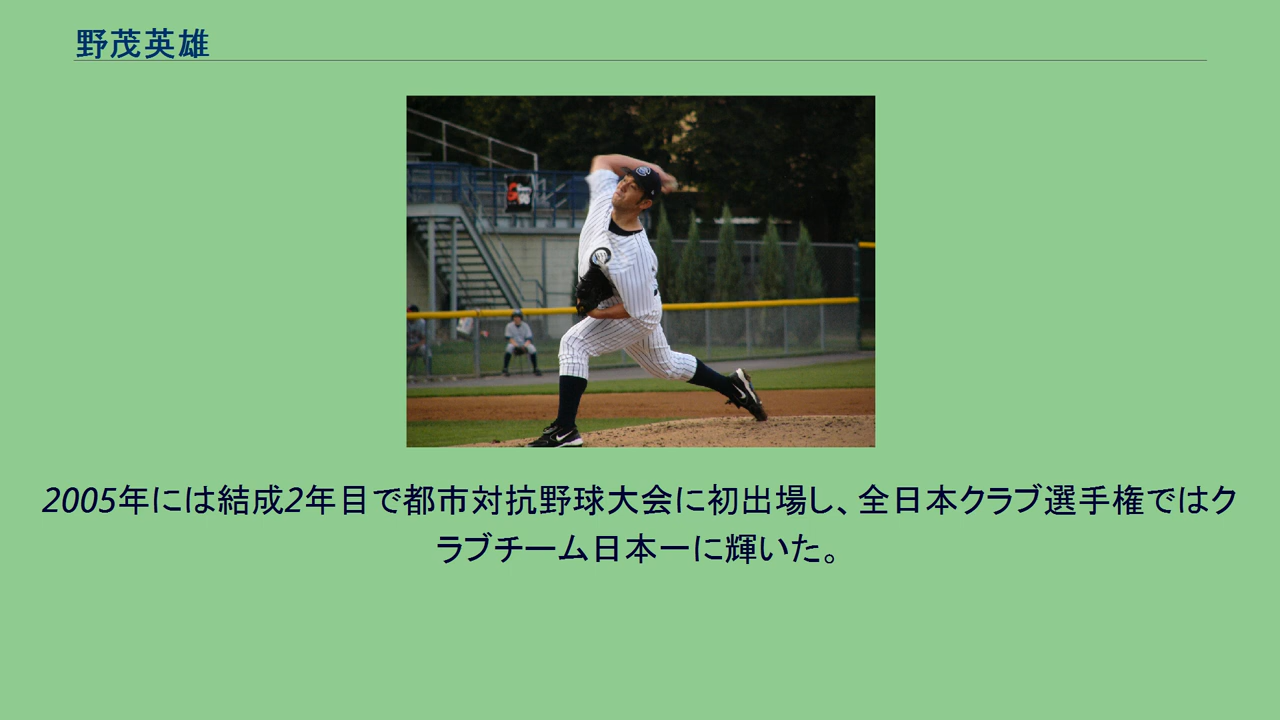 野茂英雄
2005年には結成2年目で都市対抗野球大会に初出場し、全日本クラブ選手権ではク
ラブチーム日本一に輝いた。